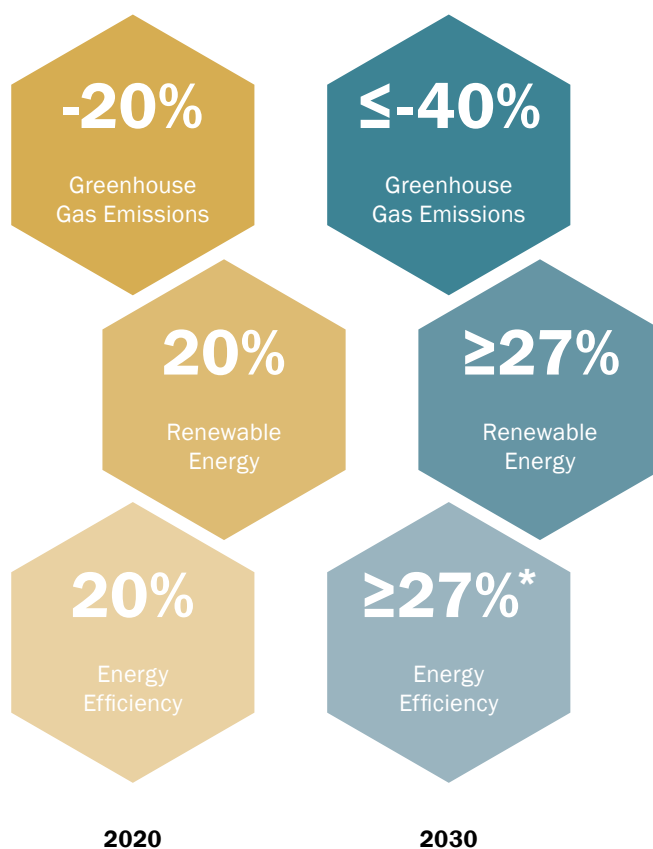 -20%
Greenhouse
Gas Emissions
≤-40%
Greenhouse
Gas Emissions
20%
Renewable
Energy
≥27%
Renewable
Energy
20%
Energy
Efficiency
≥27%*
Energy
Efficiency
2020
2030